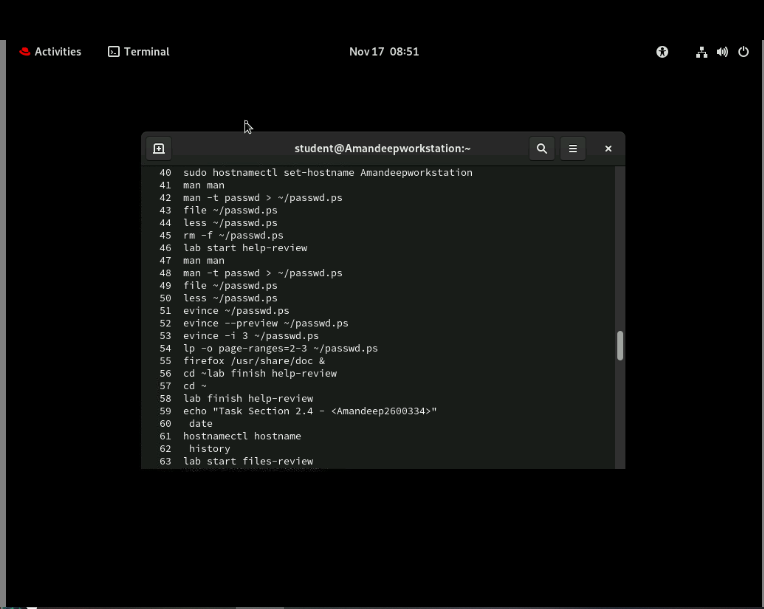 Activities Terminal Nov 17 08:51
student@Amandeepworkstation:~
40 sudo hostnamectl set-hostname Amandeepworkstation
41 man man
42 man -t passwd > ~/passwd.ps
43 file ~/passwd.ps
44 less ~/passwd.ps
45 rm -f ~/passwd.ps
46 lab start help-review
47 man man
48 man -t passwd > ~/passwd.ps
49 file ~/passwd.ps
50 less ~/passwd.ps
51 evince ~/passwd.ps
52 evince --preview ~/passwd.ps
53 evince -i 3 ~/passwd.ps
54 lp -o page-ranges=2-3 ~/passwd.ps
55 firefox /usr/share/doc &
56 cd ~lab finish help-review
57 cd ~
58 lab finish help-review
59 echo "Task Section 2.4 - <Amandeep2600334>"
60 date
61 hostnamectl hostname
62 history
63 lab start files-review